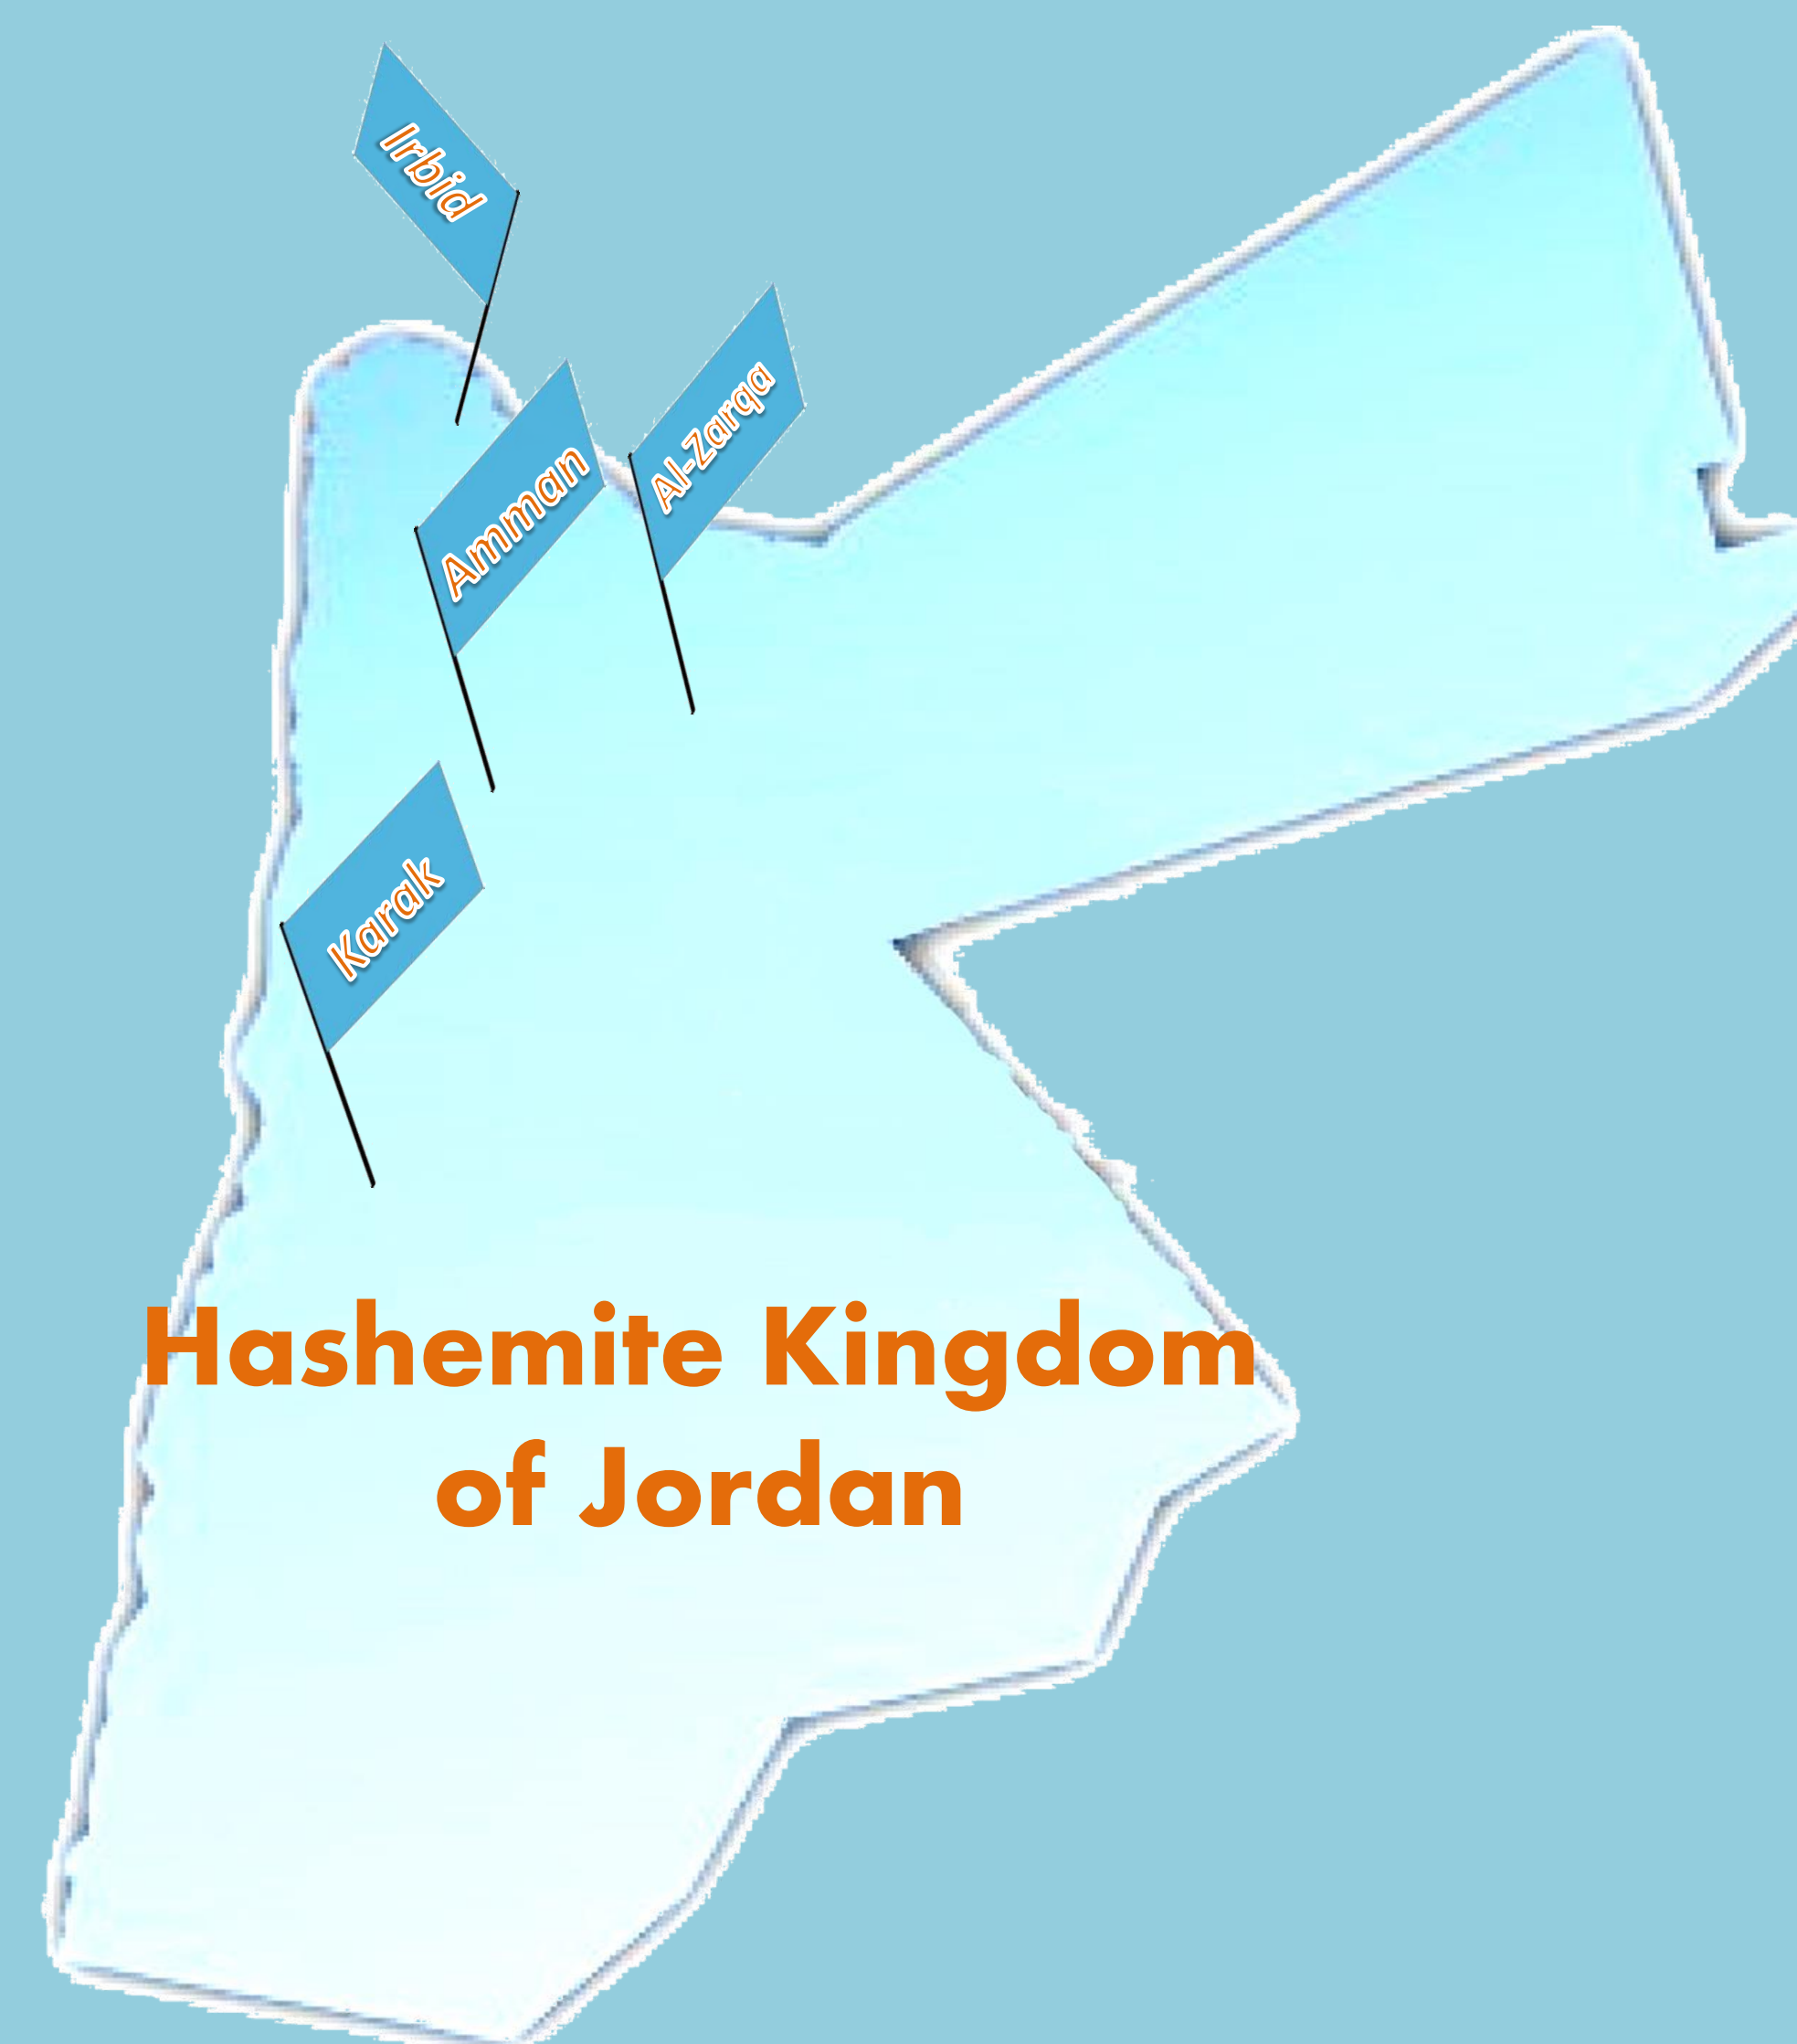 Irbid
Amman
Al-Zarqa
Karak
Hashemite Kingdom
of Jordan